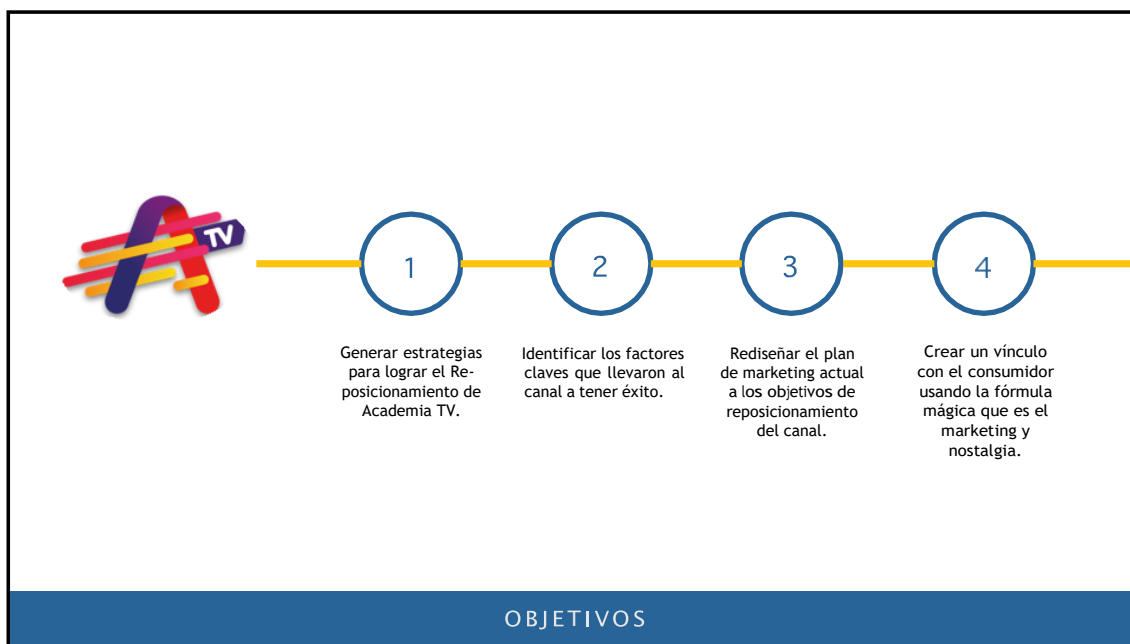 TV
1
2
3
4
Generar estrategias
para lograr el Re-
posicionamiento de
Academia TV.
Identificar los factores
claves que llevaron al
canal a tener éxito.
Rediseñar el plan
de marketing actual
a los objetivos de
reposicionamiento
del canal.
Crear un vínculo
con el consumidor
usando la fórmula
mágica que es el
marketing y
nostalgia.
OBJETIVOS